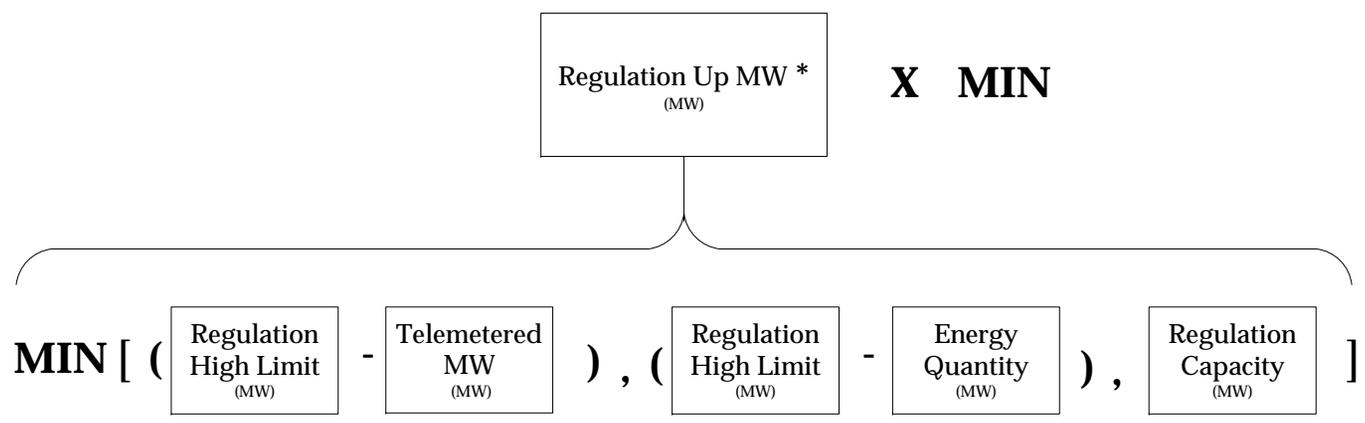 Regulation Up MW *
(MW)
X MIN
MIN [ ( Regulation High Limit (MW) - Telemetered MW (MW) ) , ( Regulation High Limit (MW) - Energy Quantity (MW) ) , Regulation Capacity (MW) ]